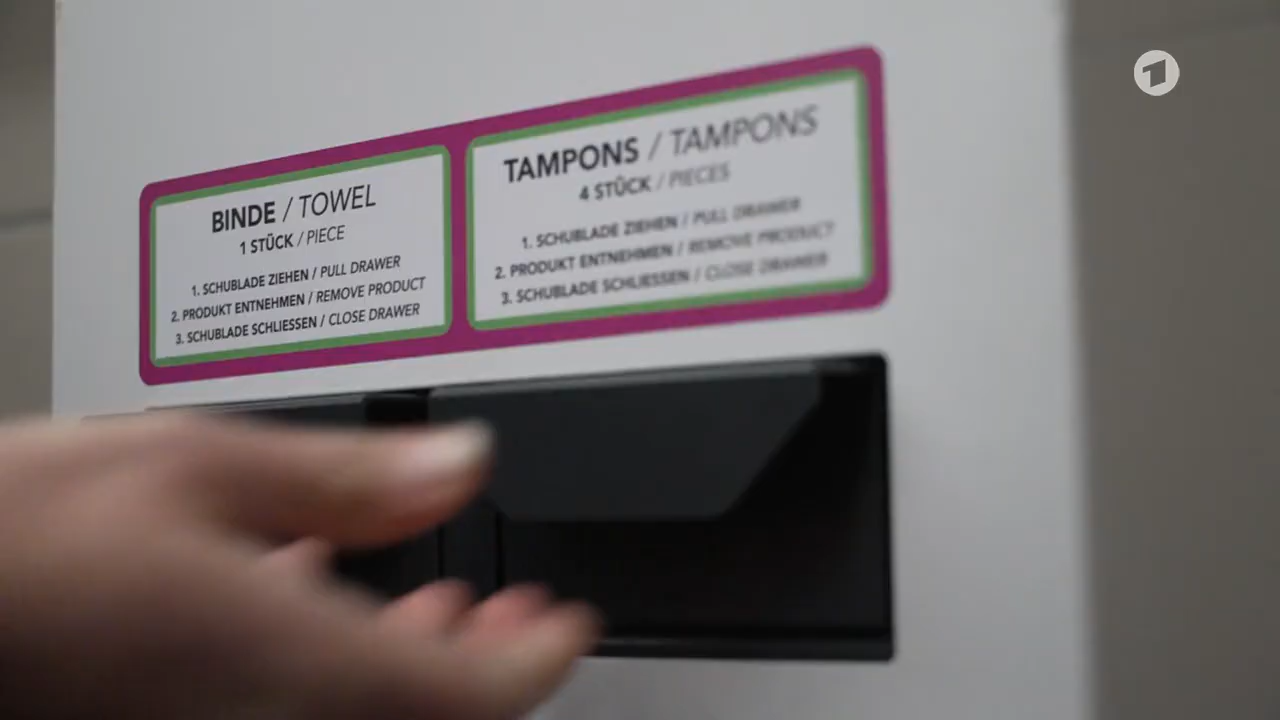 BINDE / TOWEL
1 STÜCK / PIECE
1. SCHUBLADE ZIEHEN / PULL DRAWER
2. PRODUKT ENTNEHMEN / REMOVE PRODUCT
3. SCHUBLADE SCHLIESSEN / CLOSE DRAWER
TAMPONS / TAMPONS
4 STÜCK / PIECES
1. SCHUBLADE ZIEHEN / PULL DRAWER
2. PRODUKT ENTNEHMEN / REMOVE PRODUCT
3. SCHUBLADE SCHLIESSEN / CLOSE DRAWER
1